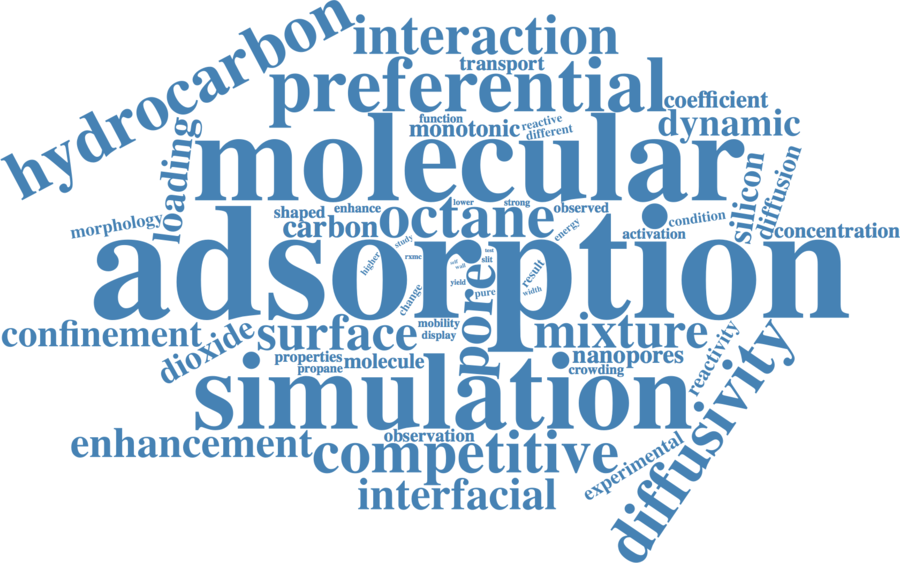 hydrocarbon
interaction
transport
preferential
coefficient
function
monotonic
reactive
different
dynamic
loading
molecular
silicon
diffusion
morphology
shaped
enhance
lower
strong
observed
carbon
octane
condition
energy
activation
concentration
adsorption
study
higher
rxmc
self
wall
test
slit
result
yield
pure
width
change
pore
confinement
dioxide
surface
mobility
display
mixture
reactivity
properties
propane
molecule
nanopores
crowding
simulation
diffusivity
enhancement
observation
competitive
experimental
interfacial